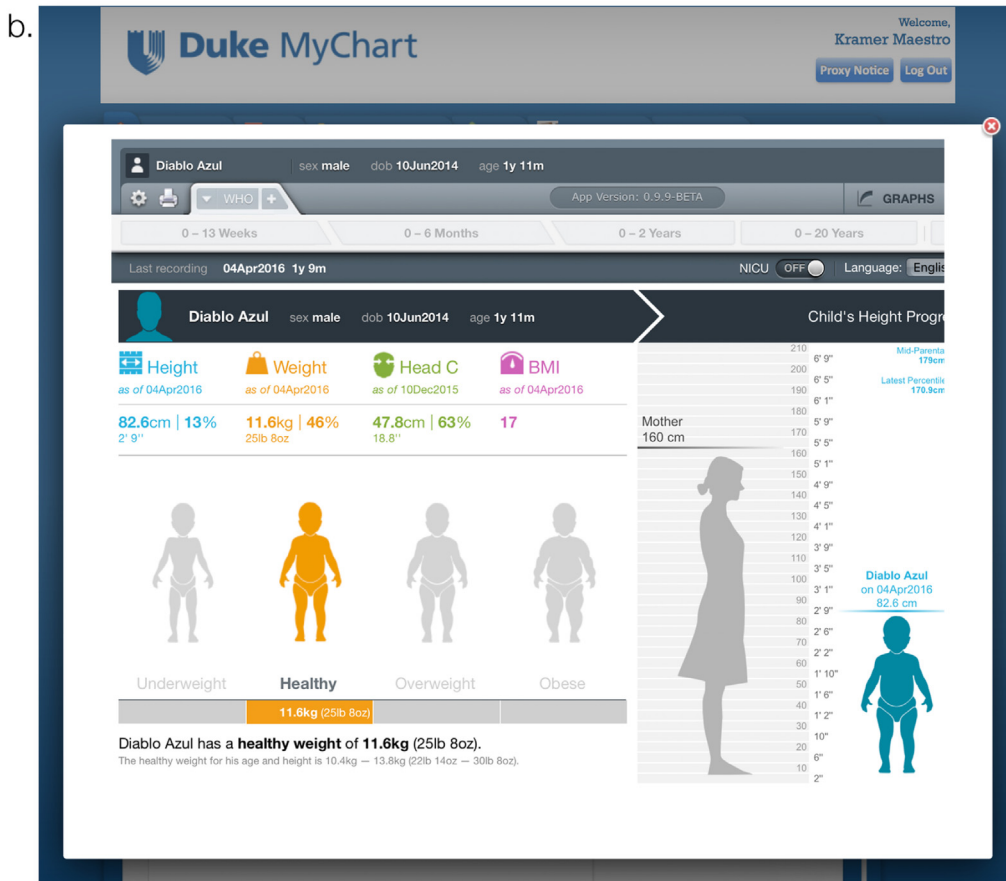 b.
Duke MyChart
Welcome,
Kramer Maestro
Proxy Notice Log Out
Diablo Azul sex male dob 10Jun2014 age 1y 11m
WHO +
App Version: 0.9.9-BETA
GRAPHS
0 – 13 Weeks 0 – 6 Months 0 – 2 Years 0 – 20 Years
Last recording 04Apr2016 1y 9m
NICU OFF Language: Englis
Diablo Azul sex male dob 10Jun2014 age 1y 11m
Child's Height Progre
Height Weight Head C BMI
as of 04Apr2016 as of 04Apr2016 as of 10Dec2015 as of 04Apr2016
82.6cm | 13% 11.6kg | 46% 47.8cm | 63% 17
2' 9" 25lb 8oz 18.8"
Underweight Healthy Overweight Obese
11.6kg (25lb 8oz)
Diablo Azul has a healthy weight of 11.6kg (25lb 8oz).
The healthy weight for his age and height is 10.4kg — 13.8kg (22lb 14oz — 30lb 8oz).
Mother
160 cm
210
6' 9"
200
6' 5"
190
6' 1"
180
5' 9"
170
5' 5"
160
5' 1"
150
4' 9"
140
4' 5"
130
4' 1"
120
3' 9"
110
3' 5"
100
3' 1"
90
2' 9"
80
2' 6"
70
2' 2"
60
1' 10"
50
1' 6"
40
1' 2"
30
10"
20
6"
10
2"
Mid-Parenta
179cm
Latest Percentile
170.9cm
Diablo Azul
on 04Apr2016
82.6 cm